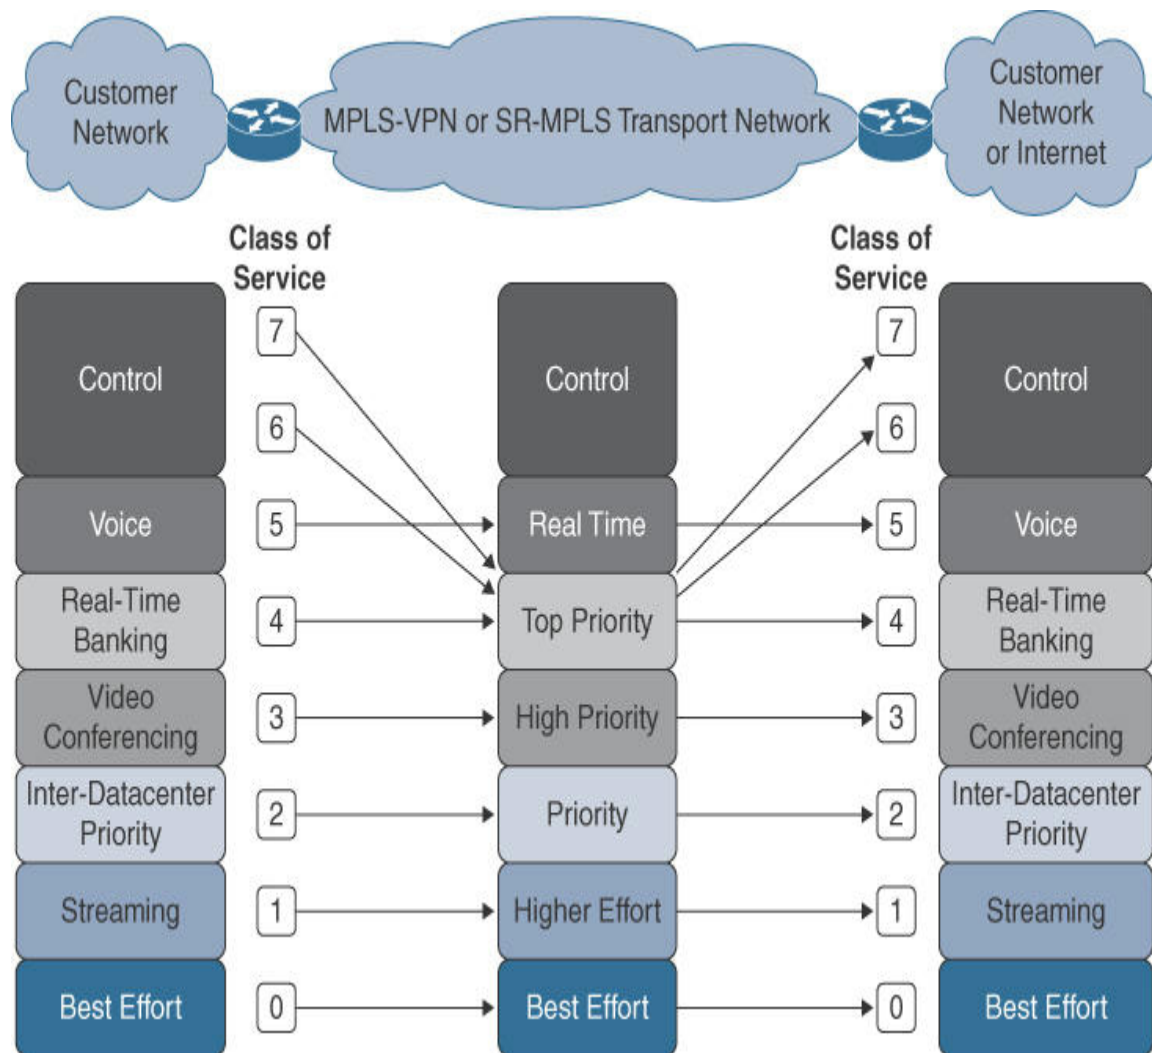 Customer
Network
MPLS-VPN or SR-MPLS Transport Network
Customer
Network
or Internet
Class of
Service
Class of
Service
Control
7
6
Control
7
6
Control
Voice
5
Real Time
5
Voice
Real-Time
Banking
4
Top Priority
4
Real-Time
Banking
Video
Conferencing
3
High Priority
3
Video
Conferencing
Inter-Datacenter
Priority
2
Priority
2
Inter-Datacenter
Priority
Streaming
1
Higher Effort
1
Streaming
Best Effort
0
Best Effort
0
Best Effort